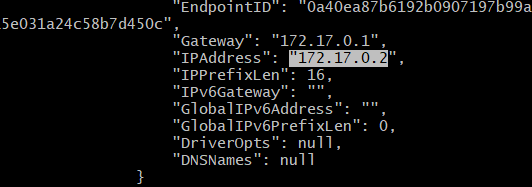 "EndpointID": "0a40ea87b6192b0907197b99a
a5e031a24c58b7d450c",
"Gateway": "172.17.0.1",
"IPAddress": "172.17.0.2",
"IPPrefixLen": 16,
"IPv6Gateway": "",
"GlobalIPv6Address": "",
"GlobalIPv6PrefixLen": 0,
"DriverOpts": null,
"DNSNames": null
}